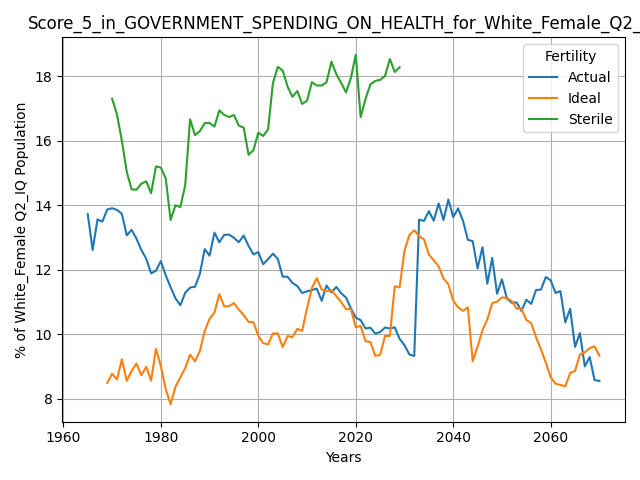 Score_5_in_GOVERNMENT_SPENDING_ON_HEALTH_for_White_Female_Q2_
Fertility
Actual
Ideal
Sterile
% of White_Female Q2_IQ Population
18
16
14
12
10
8
1960
1980
2000
2020
2040
2060
Years